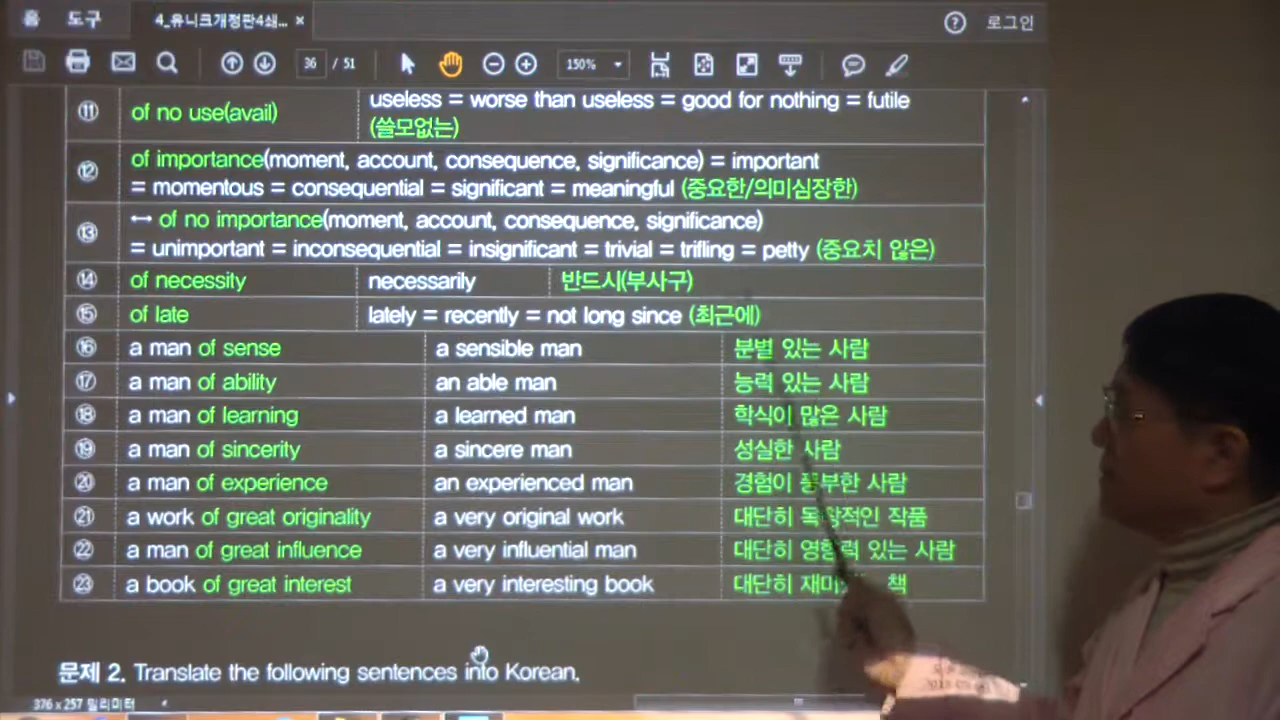 홈 도구 4_유니크개정판4쇄... × ? 로그인
36 / 51 150%
⑪ of no use(avail) useless = worse than useless = good for nothing = futile
(쓸모없는)
⑫ of importance(moment, account, consequence, significance) = important
= momentous = consequential = significant = meaningful (중요한/의미심장한)
⑬ ↔ of no importance(moment, account, consequence, significance)
= unimportant = inconsequential = insignificant = trivial = trifling = petty (중요치 않은)
⑭ of necessity necessarily 반드시(부사구)
⑮ of late lately = recently = not long since (최근에)
⑯ a man of sense a sensible man 분별 있는 사람
⑰ a man of ability an able man 능력 있는 사람
⑱ a man of learning a learned man 학식이 많은 사람
⑲ a man of sincerity a sincere man 성실한 사람
⑳ a man of experience an experienced man 경험이 풍부한 사람
㉑ a work of great originality a very original work 대단히 독창적인 작품
㉒ a man of great influence a very influential man 대단히 영향력 있는 사람
㉓ a book of great interest a very interesting book 대단히 책
문제 2. Translate the following sentences into Korean.
376 x 257 밀리미터